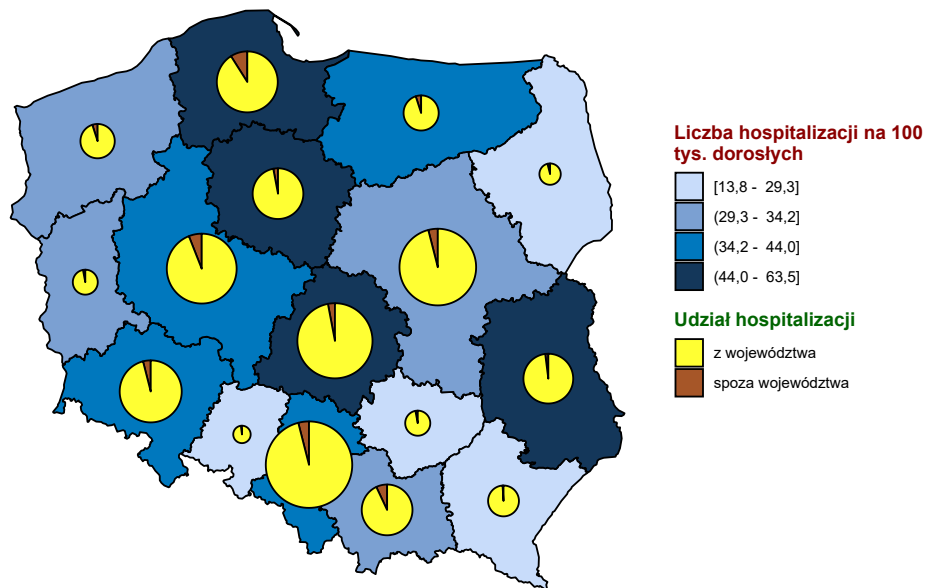 Liczba hospitalizacji na 100
tys. dorosłych
[13,8 - 29,3]
(29,3 - 34,2]
(34,2 - 44,0]
(44,0 - 63,5]
Udział hospitalizacji
z województwa
spoza województwa